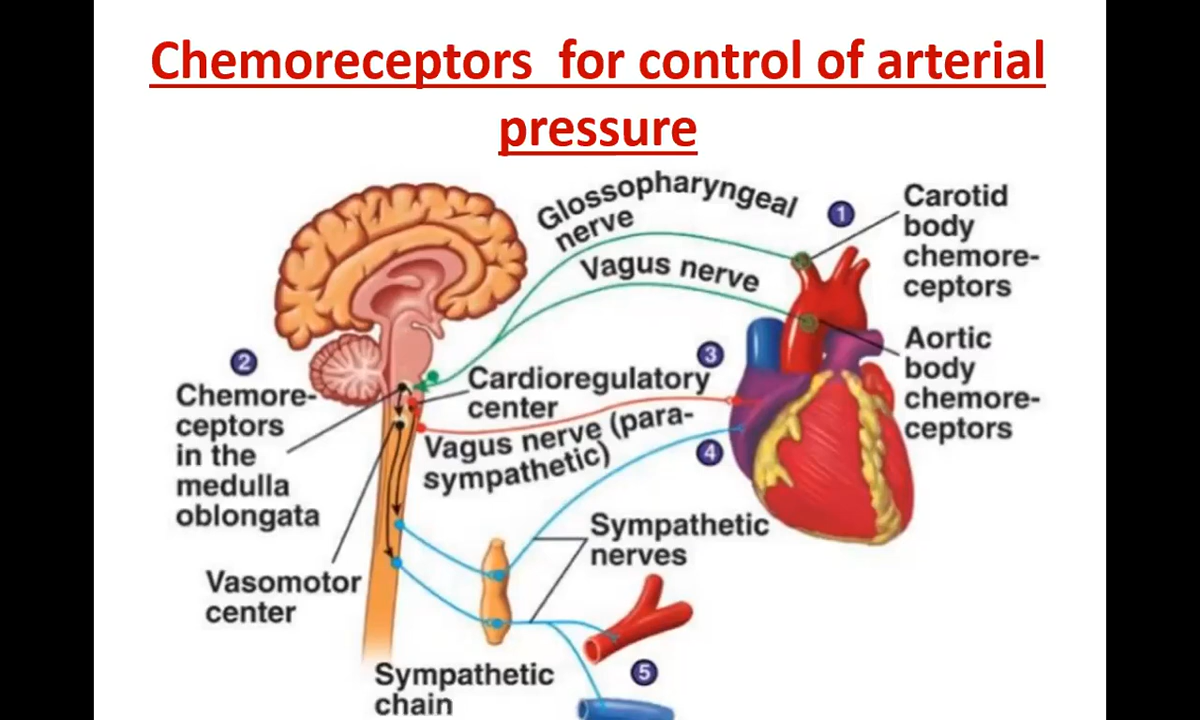 Chemoreceptors for control of arterial
pressure
Glossopharyngeal
nerve
Vagus nerve
1
Carotid
body
chemore-
ceptors
Aortic
body
chemore-
ceptors
2
Chemore-
ceptors
in the
medulla
oblongata
3
Cardioregulatory
center
Vagus nerve (para-
sympathetic)
4
Sympathetic
nerves
Vasomotor
center
Sympathetic
chain
5